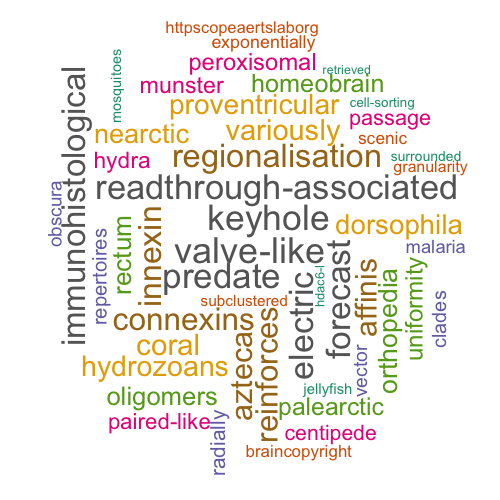 httpscopeaertslaborg
exponentially
peroxisomal
retrieved
mosquitoes
munster
homeobrain
cell-sorting
proventricular
passage
nearctic
variously
scenic
immunohistological
hydra
regionalisation
surrounded
granularity
readthrough-associated
obscura
repertoires
rectum
innexin
keyhole
dorsophila
valve-like
malaria
predate
electric
hdac6-l
forecast
affinis
orthopedia
uniformity
clades
subclustered
connexins
aztecas
reinforces
coral
vector
hydrozoans
jellyfish
oligomers
palearctic
paired-like
radially
centipede
braincopyright